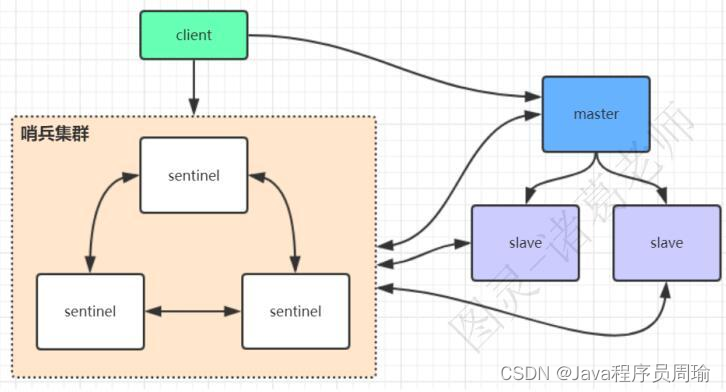 client
哨兵集群
sentinel
sentinel
sentinel
master
slave
slave
图灵-诸葛老师
CSDN @Java程序员周瑜